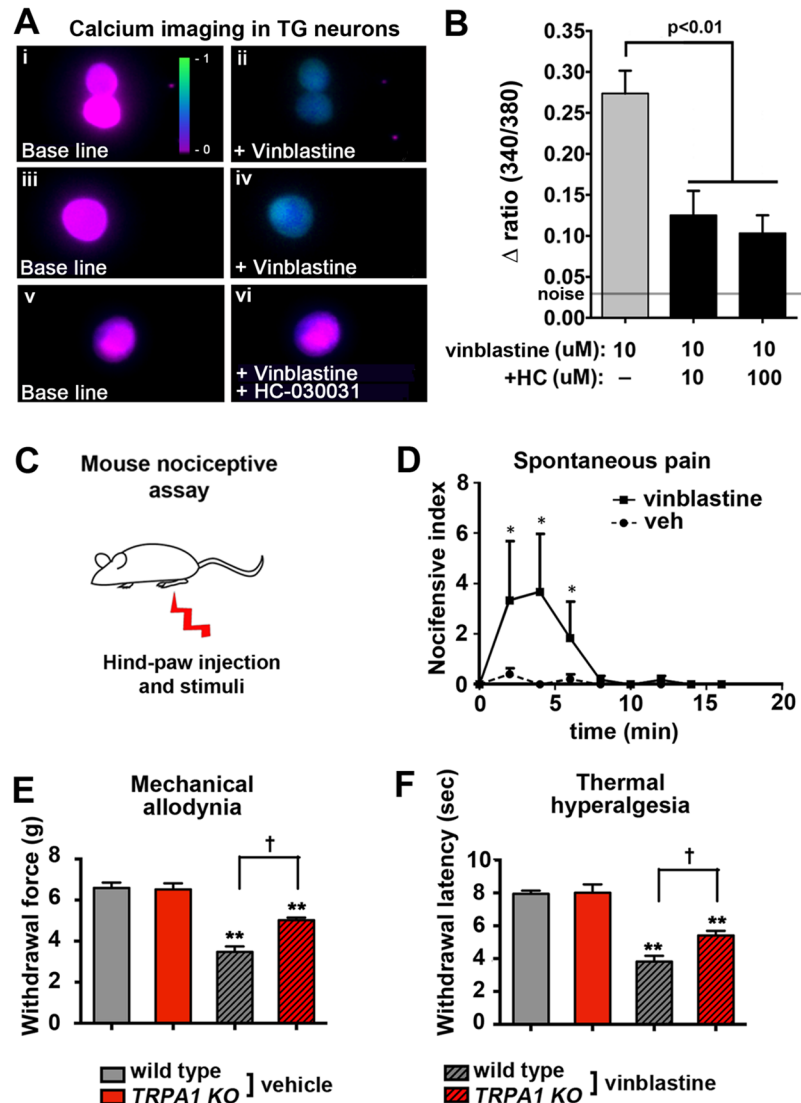 A
Calcium imaging in TG neurons
i
- 1
- 0
Base line
ii
+ Vinblastine
iii
Base line
iv
+ Vinblastine
v
Base line
vi
+ Vinblastine
+ HC-030031
B
p<0.01
Δ ratio (340/380)
0.35
0.30
0.25
0.20
0.15
0.10
0.05
0.00
noise
vinblastine (uM): 10 10 10
+HC (uM): – 10 100
C
Mouse nociceptive
assay
Hind-paw injection
and stimuli
D
Spontaneous pain
Nocifensive index
8
6
4
2
0
vinblastine
veh
* * *
0 5 10 15 20
time (min)
E
Mechanical
allodynia
Withdrawal force (g)
8
6
4
2
0
†
** **
wild type
TRPA1 KO
] vehicle
F
Thermal
hyperalgesia
Withdrawal latency (sec)
10
8
6
4
2
0
†
** **
wild type
TRPA1 KO
] vinblastine